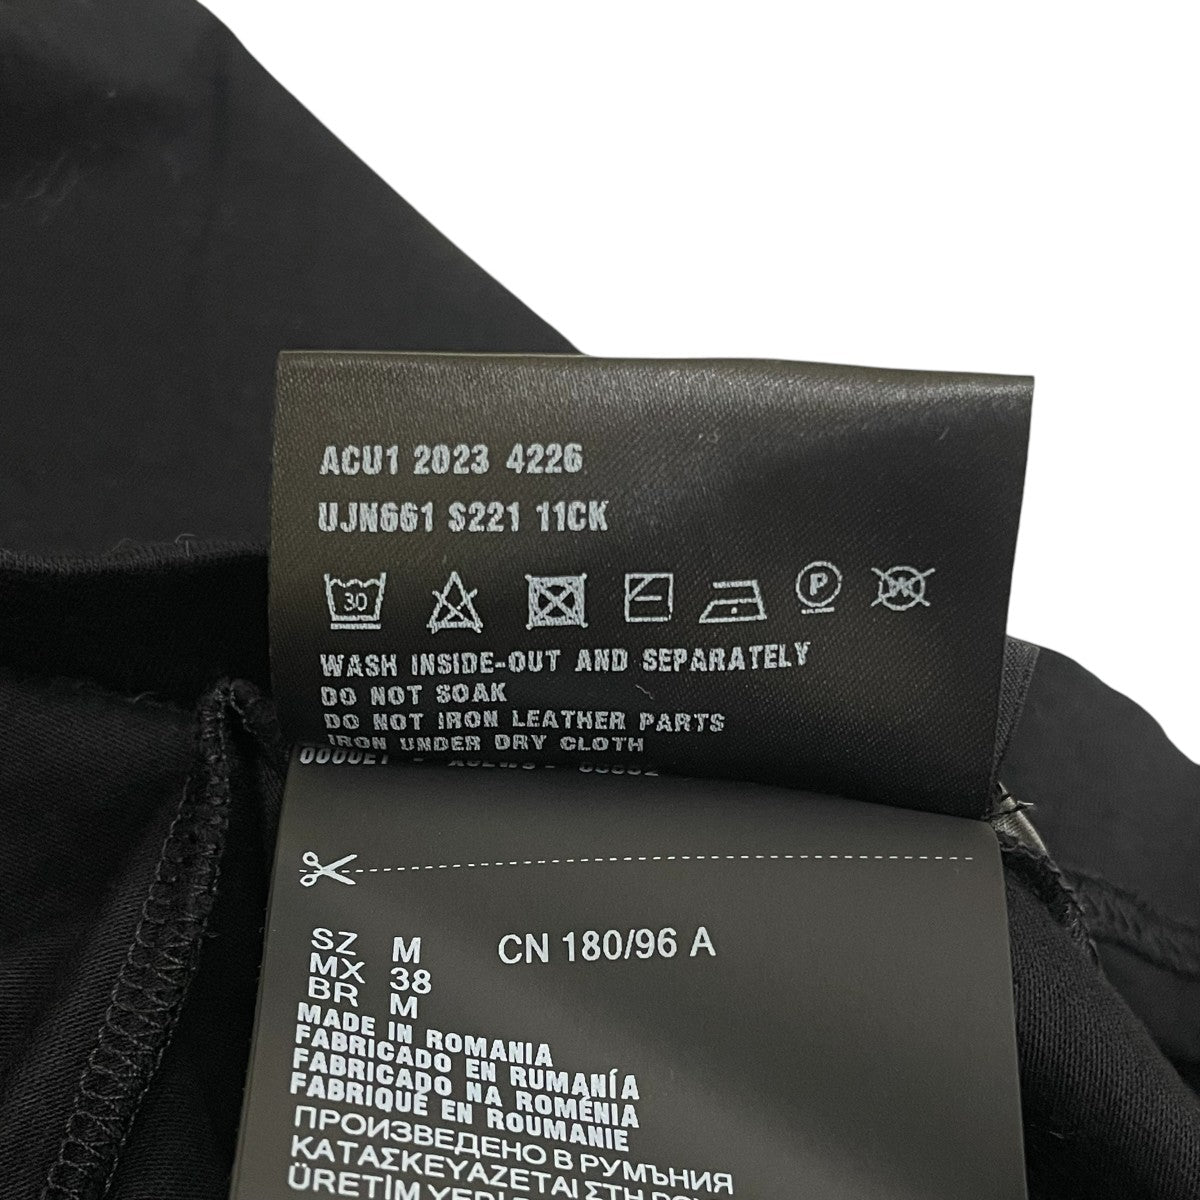 ACU1 2023 4226
UJN661 S221 11CK
30 P W
WASH INSIDE-OUT AND SEPARATELY
DO NOT SOAK
DO NOT IRON LEATHER PARTS
IRON UNDER DRY CLOTH
SZ M CN 180/96 A
MX 38
BR M
MADE IN ROMANIA
FABRICADO EN RUMANÍA
FABRICADO NA ROMÉNIA
FABRIQUÉ EN ROUMANIE
ПРОИЗВЕДЕНО В РУМЪНИЯ
ΚΑΤΑΣΚΕΥΑΖΕΤΑΙ ΣΤΗ
ÜRETİM